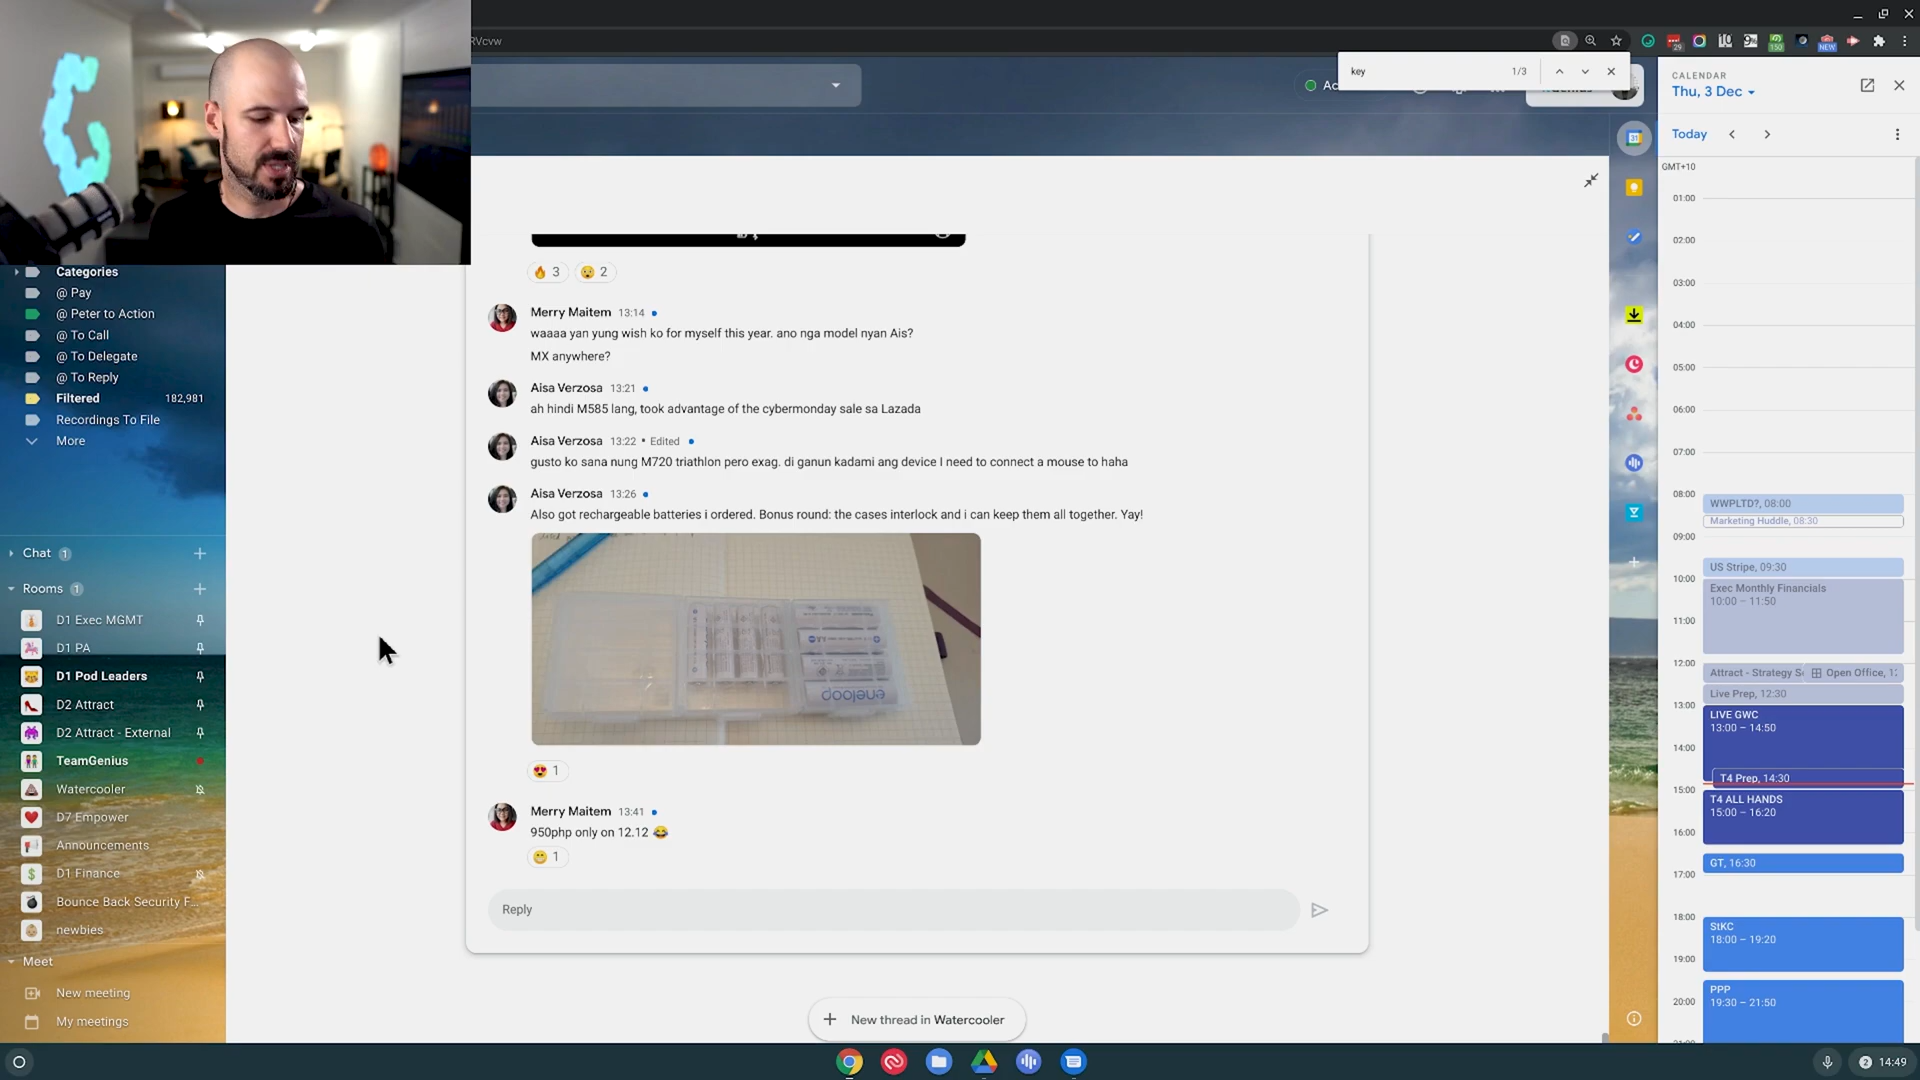 RVcvw
key
1/3
29
150
NEW
Ac
CALENDAR
Thu, 3 Dec
Today
GMT+10
01:00
02:00
03:00
04:00
05:00
06:00
07:00
08:00
09:00
10:00
11:00
12:00
13:00
14:00
15:00
16:00
17:00
18:00
19:00
20:00
WWPLTD?, 08:00
Marketing Huddle, 08:30
US Stripe, 09:30
Exec Monthly Financials
10:00 – 11:50
Attract - Strategy S
Open Office, 1
Live Prep, 12:30
LIVE GWC
13:00 – 14:50
T4 Prep, 14:30
T4 ALL HANDS
15:00 – 16:20
GT, 16:30
StKC
18:00 – 19:20
PPP
19:30 – 21:50
Categories
@ Pay
@ Peter to Action
@ To Call
@ To Delegate
@ To Reply
Filtered 182,981
Recordings To File
More
Chat 1
Rooms 1
D1 Exec MGMT
D1 PA
D1 Pod Leaders
D2 Attract
D2 Attract - External
TeamGenius
Watercooler
D7 Empower
Announcements
D1 Finance
Bounce Back Security F...
newbies
Meet
New meeting
My meetings
🔥 3 😯 2
Merry Maitem 13:14
waaaa yan yung wish ko for myself this year. ano nga model nyan Ais?
MX anywhere?
Aisa Verzosa 13:21
ah hindi M585 lang, took advantage of the cybermonday sale sa Lazada
Aisa Verzosa 13:22 • Edited
gusto ko sana nung M720 triathlon pero exag. di ganun kadami ang device I need to connect a mouse to haha
Aisa Verzosa 13:26
Also got rechargeable batteries i ordered. Bonus round: the cases interlock and i can keep them all together. Yay!
eneloop
😍 1
Merry Maitem 13:41
950php only on 12.12 😂
😁 1
Reply
New thread in Watercooler
2 14:49